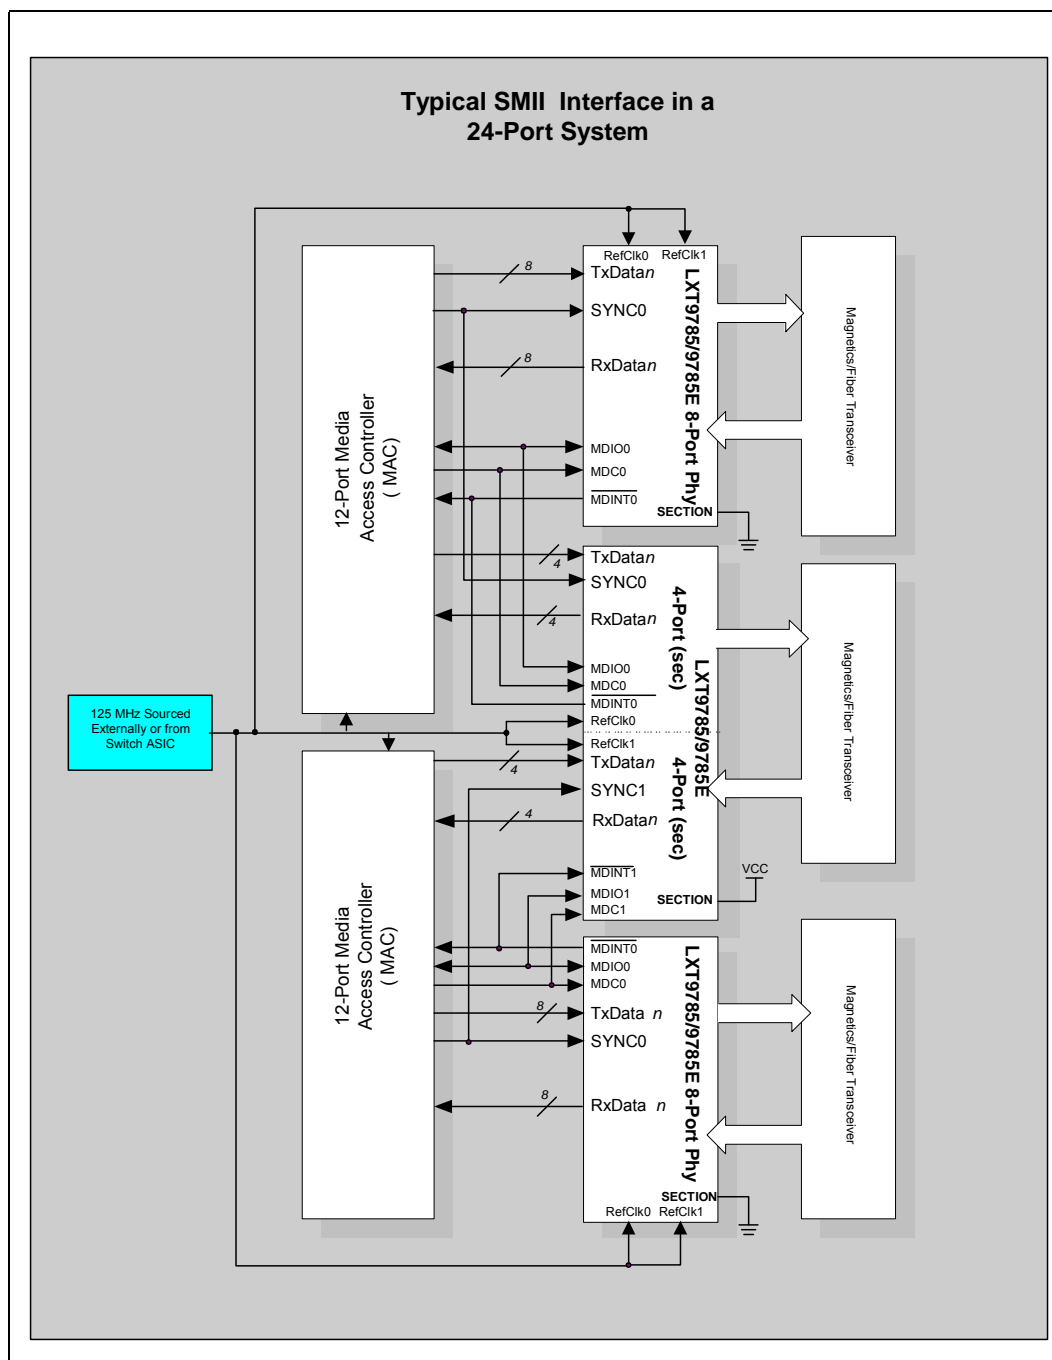 Typical SMII Interface in a
24-Port System
RefClk0
RefClk1
TxDatan
8
SYNC0
RxDatan
8
MDIO0
MDC0
MDINT0
SECTION
LXT9785/9785E 8-Port Phy
Magnetics/Fiber Transceiver
12-Port Media
Access Controller
( MAC)
TxDatan
4
SYNC0
RxDatan
4
MDIO0
MDC0
MDINT0
RefClk0
4-Port (sec)
LXT9785/9785E
Magnetics/Fiber Transceiver
125 MHz Sourced
Externally or from
Switch ASIC
RefClk1
TxDatan
4
SYNC1
RxDatan
4
4-Port (sec)
MDINT1
MDIO1
MDC1
SECTION
VCC
12-Port Media
Access Controller
( MAC)
MDINT0
MDIO0
MDC0
TxData n
8
SYNC0
RxData n
8
LXT9785/9785E 8-Port Phy
SECTION
RefClk0
RefClk1
Magnetics/Fiber Transceiver